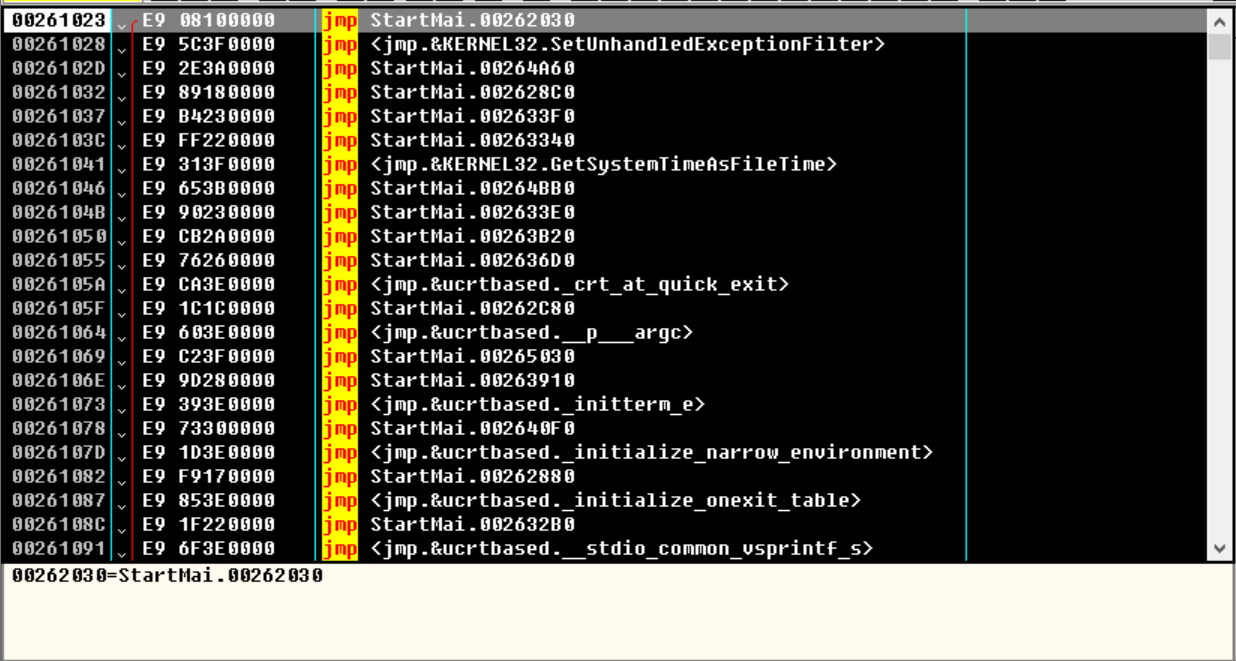 00261023 E9 08100000 jmp StartMai.00262030
00261028 E9 5C3F0000 jmp <jmp.&KERNEL32.SetUnhandledExceptionFilter>
0026102D E9 2E3A0000 jmp StartMai.00264A60
00261032 E9 89180000 jmp StartMai.002628C0
00261037 E9 B4230000 jmp StartMai.002633F0
0026103C E9 FF220000 jmp StartMai.00263340
00261041 E9 313F0000 jmp <jmp.&KERNEL32.GetSystemTimeAsFileTime>
00261046 E9 653B0000 jmp StartMai.00264BB0
0026104B E9 90230000 jmp StartMai.002633E0
00261050 E9 CB2A0000 jmp StartMai.00263B20
00261055 E9 76260000 jmp StartMai.002636D0
0026105A E9 CA3E0000 jmp <jmp.&ucrtbased._crt_at_quick_exit>
0026105F E9 1C1C0000 jmp StartMai.00262C80
00261064 E9 603E0000 jmp <jmp.&ucrtbased.__p___argc>
00261069 E9 C23F0000 jmp StartMai.00265030
0026106E E9 9D280000 jmp StartMai.00263910
00261073 E9 393E0000 jmp <jmp.&ucrtbased._initterm_e>
00261078 E9 73300000 jmp StartMai.002640F0
0026107D E9 1D3E0000 jmp <jmp.&ucrtbased._initialize_narrow_environment>
00261082 E9 F9170000 jmp StartMai.00262880
00261087 E9 853E0000 jmp <jmp.&ucrtbased._initialize_onexit_table>
0026108C E9 1F220000 jmp StartMai.002632B0
00261091 E9 6F3E0000 jmp <jmp.&ucrtbased.__stdio_common_vsprintf_s>
00262030=StartMai.00262030